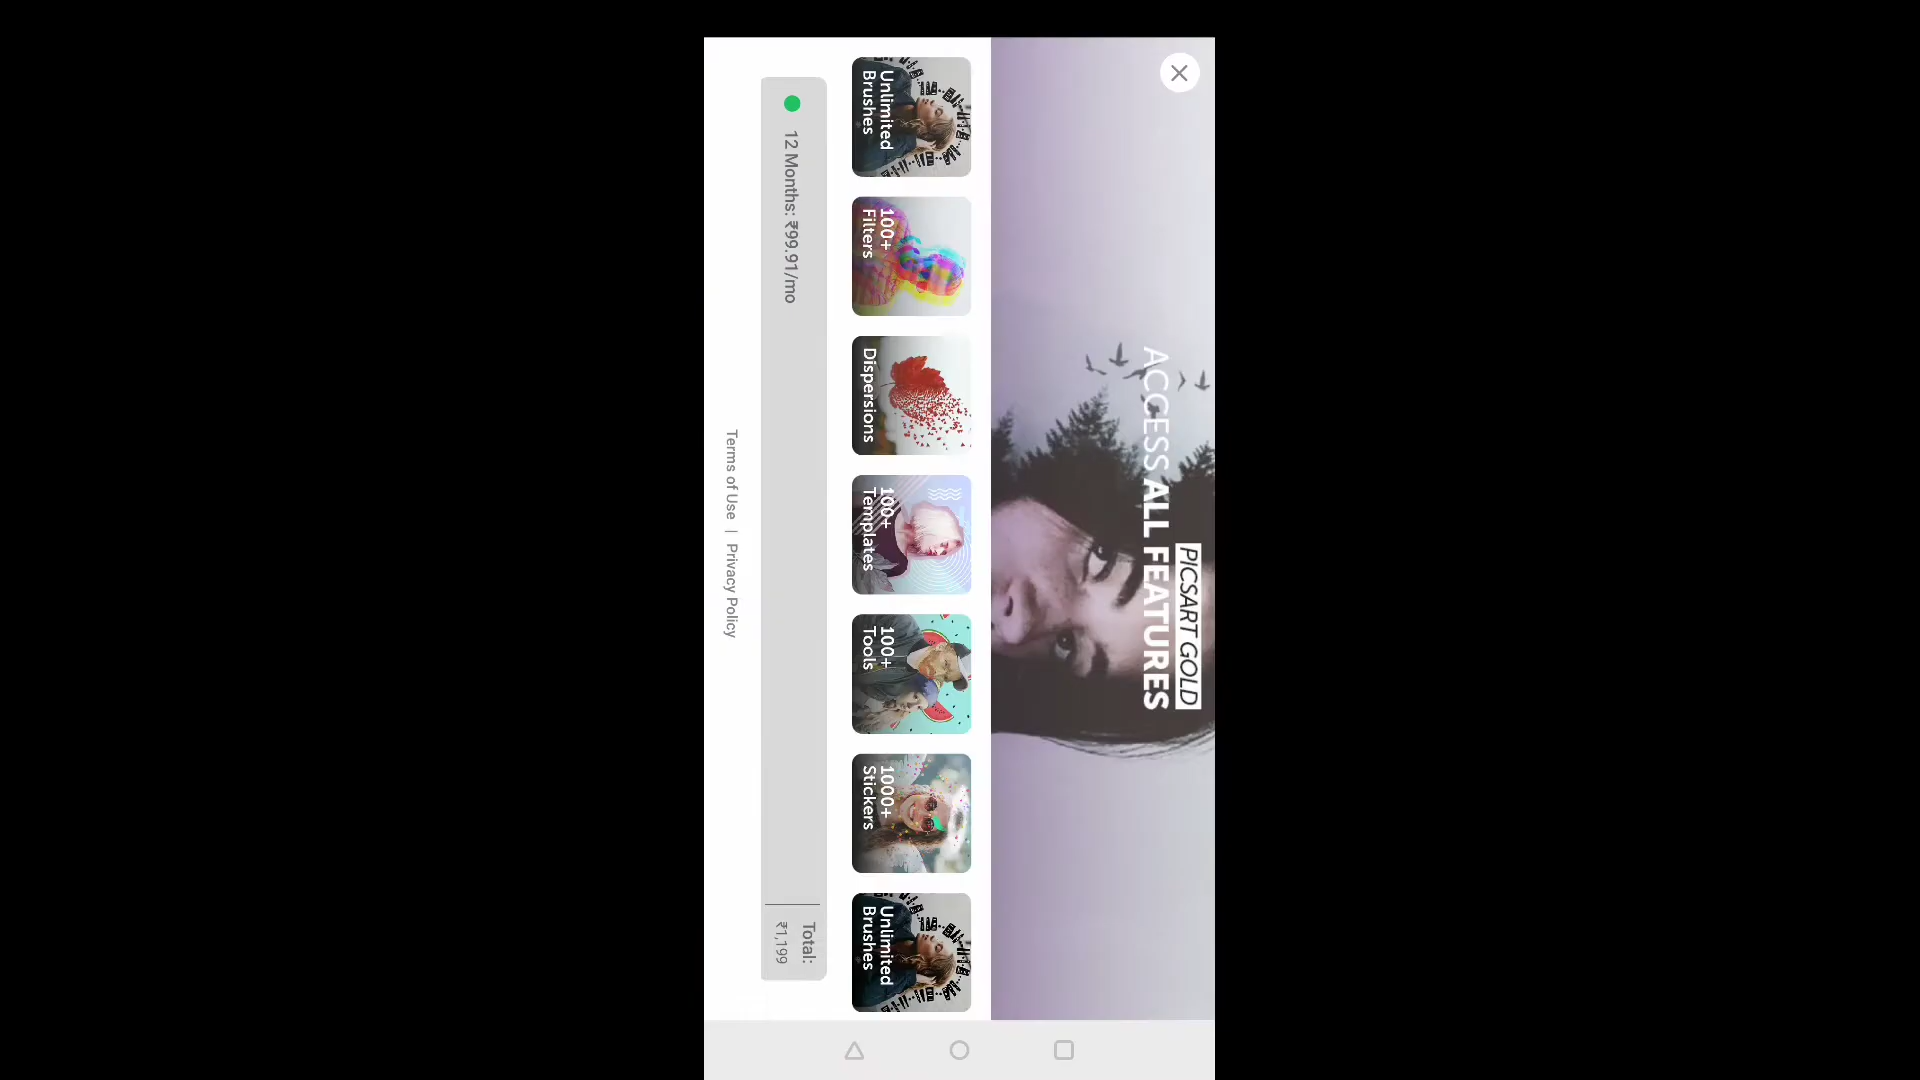 PICSART GOLD
ACCESS ALL FEATURES
Unlimited
Brushes
100+
Filters
Dispersions
100+
Templates
100+
Tools
1000+
Stickers
Unlimited
Brushes
12 Months: ₹99.91/mo
Total:
₹1,199
Terms of Use | Privacy Policy